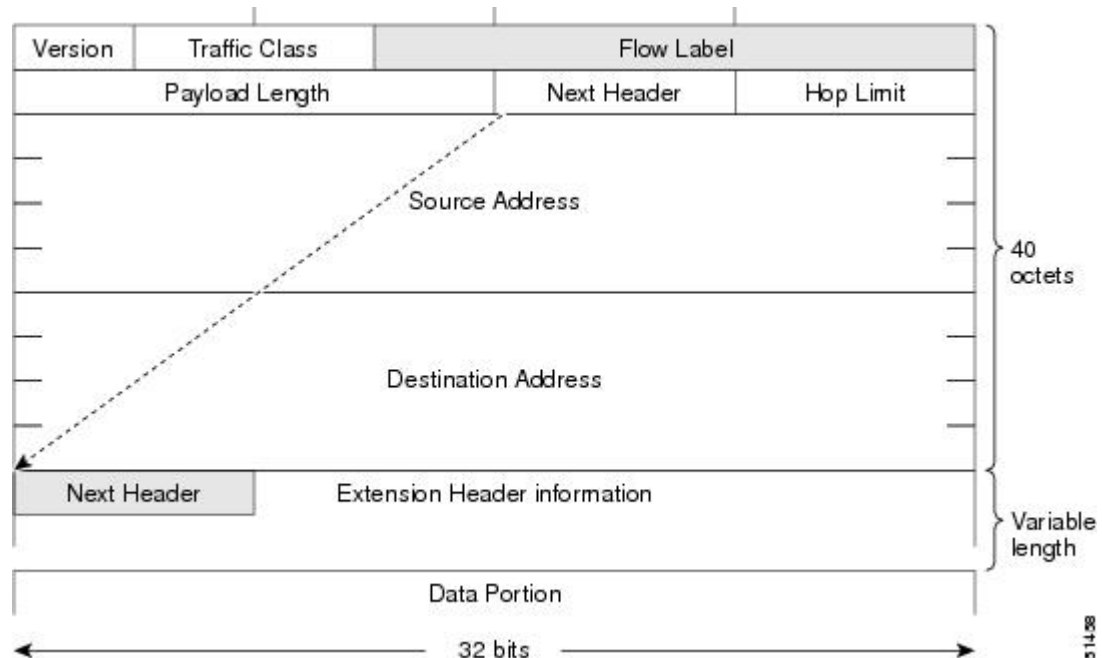 Version Traffic Class Flow Label
Payload Length Next Header Hop Limit
Source Address
40
octets
Destination Address
Next Header Extension Header information
Variable
length
Data Portion
32 bits
51458